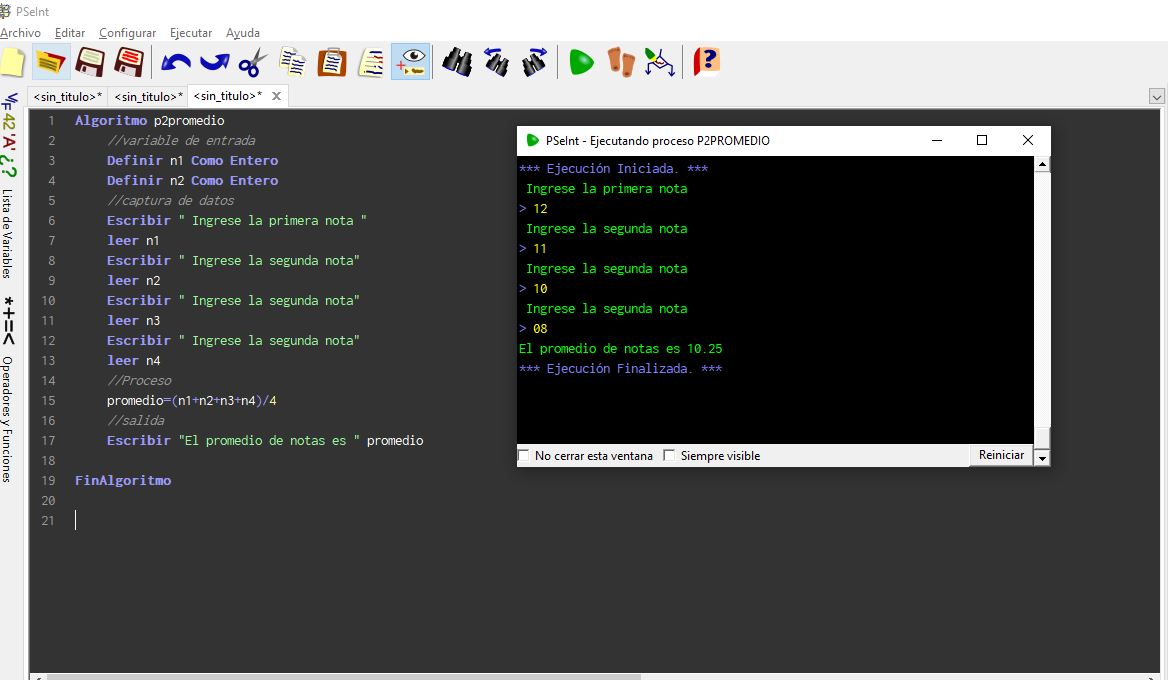 PSeInt
Archivo Editar Configurar Ejecutar Ayuda
<sin_titulo>* <sin_titulo>* <sin_titulo>*
Lista de Variables
Operadores y Funciones
*+=<
1 Algoritmo p2promedio
2 //variable de entrada
3 Definir n1 Como Entero
4 Definir n2 Como Entero
5 //captura de datos
6 Escribir " Ingrese la primera nota "
7 leer n1
8 Escribir " Ingrese la segunda nota"
9 leer n2
10 Escribir " Ingrese la segunda nota"
11 leer n3
12 Escribir " Ingrese la segunda nota"
13 leer n4
14 //Proceso
15 promedio=(n1+n2+n3+n4)/4
16 //salida
17 Escribir "El promedio de notas es " promedio
18
19 FinAlgoritmo
20
21
PSeInt - Ejecutando proceso P2PROMEDIO
*** Ejecución Iniciada. ***
Ingrese la primera nota
> 12
Ingrese la segunda nota
> 11
Ingrese la segunda nota
> 10
Ingrese la segunda nota
> 08
El promedio de notas es 10.25
*** Ejecución Finalizada. ***
No cerrar esta ventana Siempre visible Reiniciar